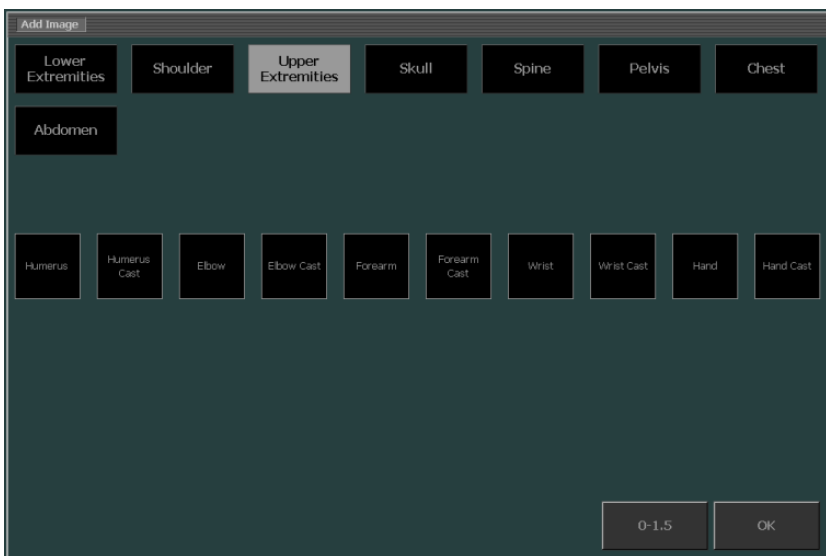 Add Image
Lower
Extremities
Shoulder
Upper
Extremities
Skull
Spine
Pelvis
Chest
Abdomen
Humerus
Humerus
Cast
Elbow
Elbow Cast
Forearm
Forearm
Cast
Wrist
Wrist Cast
Hand
Hand Cast
0-1.5
OK